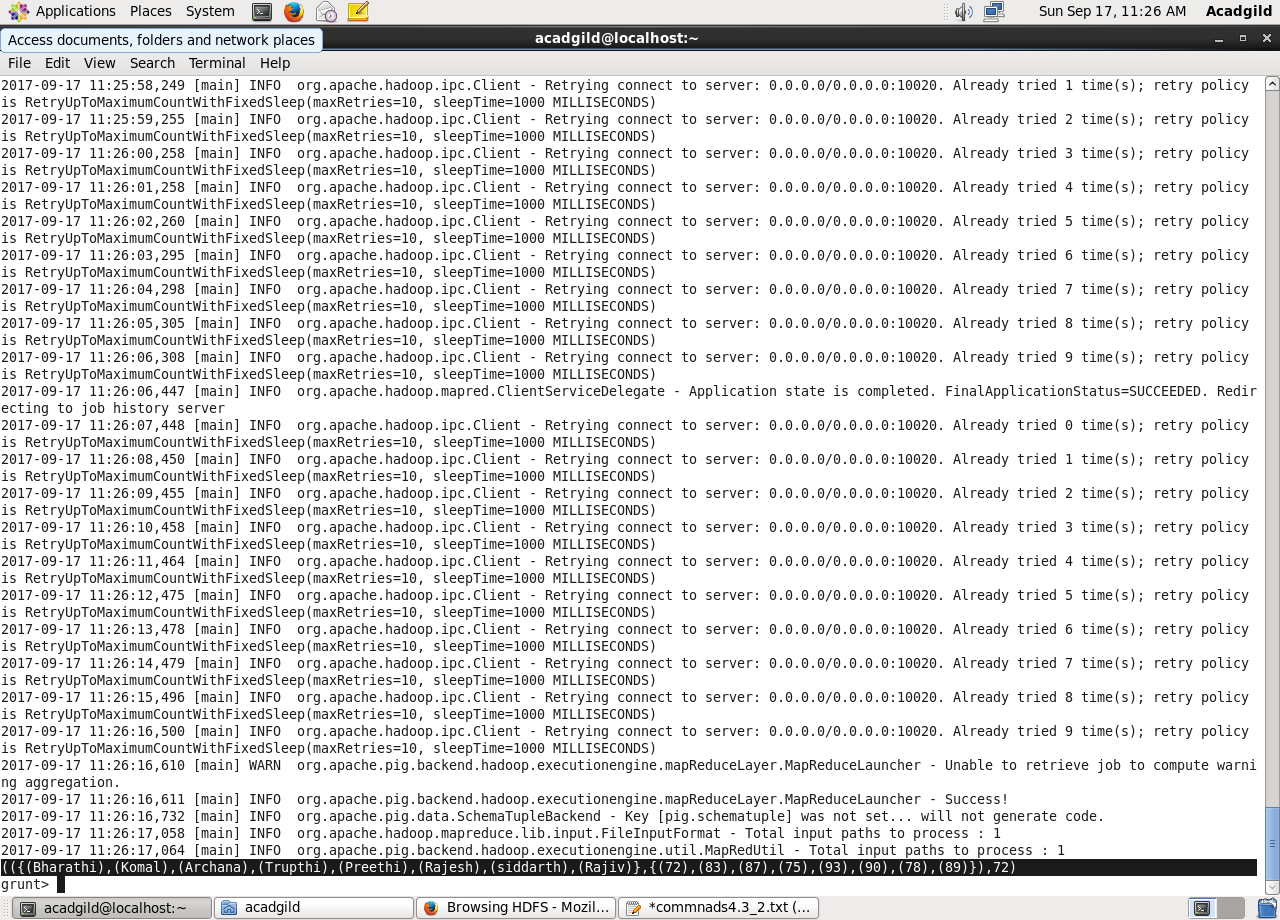 Applications Places System Sun Sep 17, 11:26 AM Acadgild
Access documents, folders and network places acadgild@localhost:~
File Edit View Search Terminal Help
2017-09-17 11:25:58,249 [main] INFO  org.apache.hadoop.ipc.Client - Retrying connect to server: 0.0.0.0/0.0.0.0:10020. Already tried 1 time(s); retry policy
is RetryUpToMaximumCountWithFixedSleep(maxRetries=10, sleepTime=1000 MILLISECONDS)
2017-09-17 11:25:59,255 [main] INFO  org.apache.hadoop.ipc.Client - Retrying connect to server: 0.0.0.0/0.0.0.0:10020. Already tried 2 time(s); retry policy
is RetryUpToMaximumCountWithFixedSleep(maxRetries=10, sleepTime=1000 MILLISECONDS)
2017-09-17 11:26:00,258 [main] INFO  org.apache.hadoop.ipc.Client - Retrying connect to server: 0.0.0.0/0.0.0.0:10020. Already tried 3 time(s); retry policy
is RetryUpToMaximumCountWithFixedSleep(maxRetries=10, sleepTime=1000 MILLISECONDS)
2017-09-17 11:26:01,258 [main] INFO  org.apache.hadoop.ipc.Client - Retrying connect to server: 0.0.0.0/0.0.0.0:10020. Already tried 4 time(s); retry policy
is RetryUpToMaximumCountWithFixedSleep(maxRetries=10, sleepTime=1000 MILLISECONDS)
2017-09-17 11:26:02,260 [main] INFO  org.apache.hadoop.ipc.Client - Retrying connect to server: 0.0.0.0/0.0.0.0:10020. Already tried 5 time(s); retry policy
is RetryUpToMaximumCountWithFixedSleep(maxRetries=10, sleepTime=1000 MILLISECONDS)
2017-09-17 11:26:03,295 [main] INFO  org.apache.hadoop.ipc.Client - Retrying connect to server: 0.0.0.0/0.0.0.0:10020. Already tried 6 time(s); retry policy
is RetryUpToMaximumCountWithFixedSleep(maxRetries=10, sleepTime=1000 MILLISECONDS)
2017-09-17 11:26:04,298 [main] INFO  org.apache.hadoop.ipc.Client - Retrying connect to server: 0.0.0.0/0.0.0.0:10020. Already tried 7 time(s); retry policy
is RetryUpToMaximumCountWithFixedSleep(maxRetries=10, sleepTime=1000 MILLISECONDS)
2017-09-17 11:26:05,305 [main] INFO  org.apache.hadoop.ipc.Client - Retrying connect to server: 0.0.0.0/0.0.0.0:10020. Already tried 8 time(s); retry policy
is RetryUpToMaximumCountWithFixedSleep(maxRetries=10, sleepTime=1000 MILLISECONDS)
2017-09-17 11:26:06,308 [main] INFO  org.apache.hadoop.ipc.Client - Retrying connect to server: 0.0.0.0/0.0.0.0:10020. Already tried 9 time(s); retry policy
is RetryUpToMaximumCountWithFixedSleep(maxRetries=10, sleepTime=1000 MILLISECONDS)
2017-09-17 11:26:06,447 [main] INFO  org.apache.hadoop.mapred.ClientServiceDelegate - Application state is completed. FinalApplicationStatus=SUCCEEDED. Redir
ecting to job history server
2017-09-17 11:26:07,448 [main] INFO  org.apache.hadoop.ipc.Client - Retrying connect to server: 0.0.0.0/0.0.0.0:10020. Already tried 0 time(s); retry policy
is RetryUpToMaximumCountWithFixedSleep(maxRetries=10, sleepTime=1000 MILLISECONDS)
2017-09-17 11:26:08,450 [main] INFO  org.apache.hadoop.ipc.Client - Retrying connect to server: 0.0.0.0/0.0.0.0:10020. Already tried 1 time(s); retry policy
is RetryUpToMaximumCountWithFixedSleep(maxRetries=10, sleepTime=1000 MILLISECONDS)
2017-09-17 11:26:09,455 [main] INFO  org.apache.hadoop.ipc.Client - Retrying connect to server: 0.0.0.0/0.0.0.0:10020. Already tried 2 time(s); retry policy
is RetryUpToMaximumCountWithFixedSleep(maxRetries=10, sleepTime=1000 MILLISECONDS)
2017-09-17 11:26:10,458 [main] INFO  org.apache.hadoop.ipc.Client - Retrying connect to server: 0.0.0.0/0.0.0.0:10020. Already tried 3 time(s); retry policy
is RetryUpToMaximumCountWithFixedSleep(maxRetries=10, sleepTime=1000 MILLISECONDS)
2017-09-17 11:26:11,464 [main] INFO  org.apache.hadoop.ipc.Client - Retrying connect to server: 0.0.0.0/0.0.0.0:10020. Already tried 4 time(s); retry policy
is RetryUpToMaximumCountWithFixedSleep(maxRetries=10, sleepTime=1000 MILLISECONDS)
2017-09-17 11:26:12,475 [main] INFO  org.apache.hadoop.ipc.Client - Retrying connect to server: 0.0.0.0/0.0.0.0:10020. Already tried 5 time(s); retry policy
is RetryUpToMaximumCountWithFixedSleep(maxRetries=10, sleepTime=1000 MILLISECONDS)
2017-09-17 11:26:13,478 [main] INFO  org.apache.hadoop.ipc.Client - Retrying connect to server: 0.0.0.0/0.0.0.0:10020. Already tried 6 time(s); retry policy
is RetryUpToMaximumCountWithFixedSleep(maxRetries=10, sleepTime=1000 MILLISECONDS)
2017-09-17 11:26:14,479 [main] INFO  org.apache.hadoop.ipc.Client - Retrying connect to server: 0.0.0.0/0.0.0.0:10020. Already tried 7 time(s); retry policy
is RetryUpToMaximumCountWithFixedSleep(maxRetries=10, sleepTime=1000 MILLISECONDS)
2017-09-17 11:26:15,496 [main] INFO  org.apache.hadoop.ipc.Client - Retrying connect to server: 0.0.0.0/0.0.0.0:10020. Already tried 8 time(s); retry policy
is RetryUpToMaximumCountWithFixedSleep(maxRetries=10, sleepTime=1000 MILLISECONDS)
2017-09-17 11:26:16,500 [main] INFO  org.apache.hadoop.ipc.Client - Retrying connect to server: 0.0.0.0/0.0.0.0:10020. Already tried 9 time(s); retry policy
is RetryUpToMaximumCountWithFixedSleep(maxRetries=10, sleepTime=1000 MILLISECONDS)
2017-09-17 11:26:16,610 [main] WARN  org.apache.pig.backend.hadoop.executionengine.mapReduceLayer.MapReduceLauncher - Unable to retrieve job to compute warni
ng aggregation.
2017-09-17 11:26:16,611 [main] INFO  org.apache.pig.backend.hadoop.executionengine.mapReduceLayer.MapReduceLauncher - Success!
2017-09-17 11:26:16,732 [main] INFO  org.apache.pig.data.SchemaTupleBackend - Key [pig.schematuple] was not set... will not generate code.
2017-09-17 11:26:17,058 [main] INFO  org.apache.hadoop.mapreduce.lib.input.FileInputFormat - Total input paths to process : 1
2017-09-17 11:26:17,064 [main] INFO  org.apache.pig.backend.hadoop.executionengine.util.MapRedUtil - Total input paths to process : 1
(({(Bharathi),(Komal),(Archana),(Trupthi),(Preethi),(Rajesh),(siddarth),(Rajiv)},{(72),(83),(87),(75),(93),(90),(78),(89)}),72)
grunt>
acadgild@localhost:~ acadgild Browsing HDFS - Mozil... *commnads4.3_2.txt (...